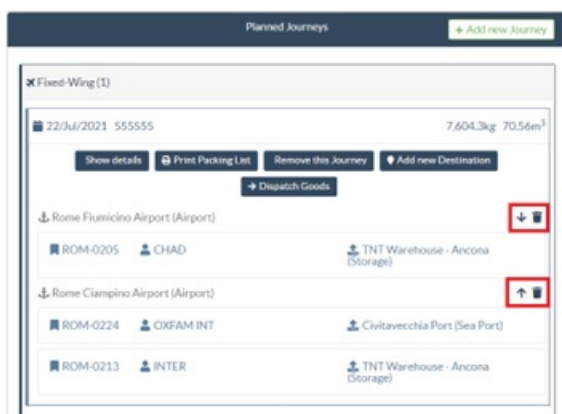 Planned Journeys
+ Add new Journey
Fixed-Wing (1)
22/Jul/2021 555555 7,604.3kg 70.56m³
Show details Print Packing List Remove this Journey Add new Destination
Dispatch Goods
Rome Fiumicino Airport (Airport)
ROM-0205 CHAD TNT Warehouse - Ancona
(Storage)
Rome Ciampino Airport (Airport)
ROM-0224 OXFAM INT Civitavecchia Port (Sea Port)
ROM-0213 INTER TNT Warehouse - Ancona
(Storage)